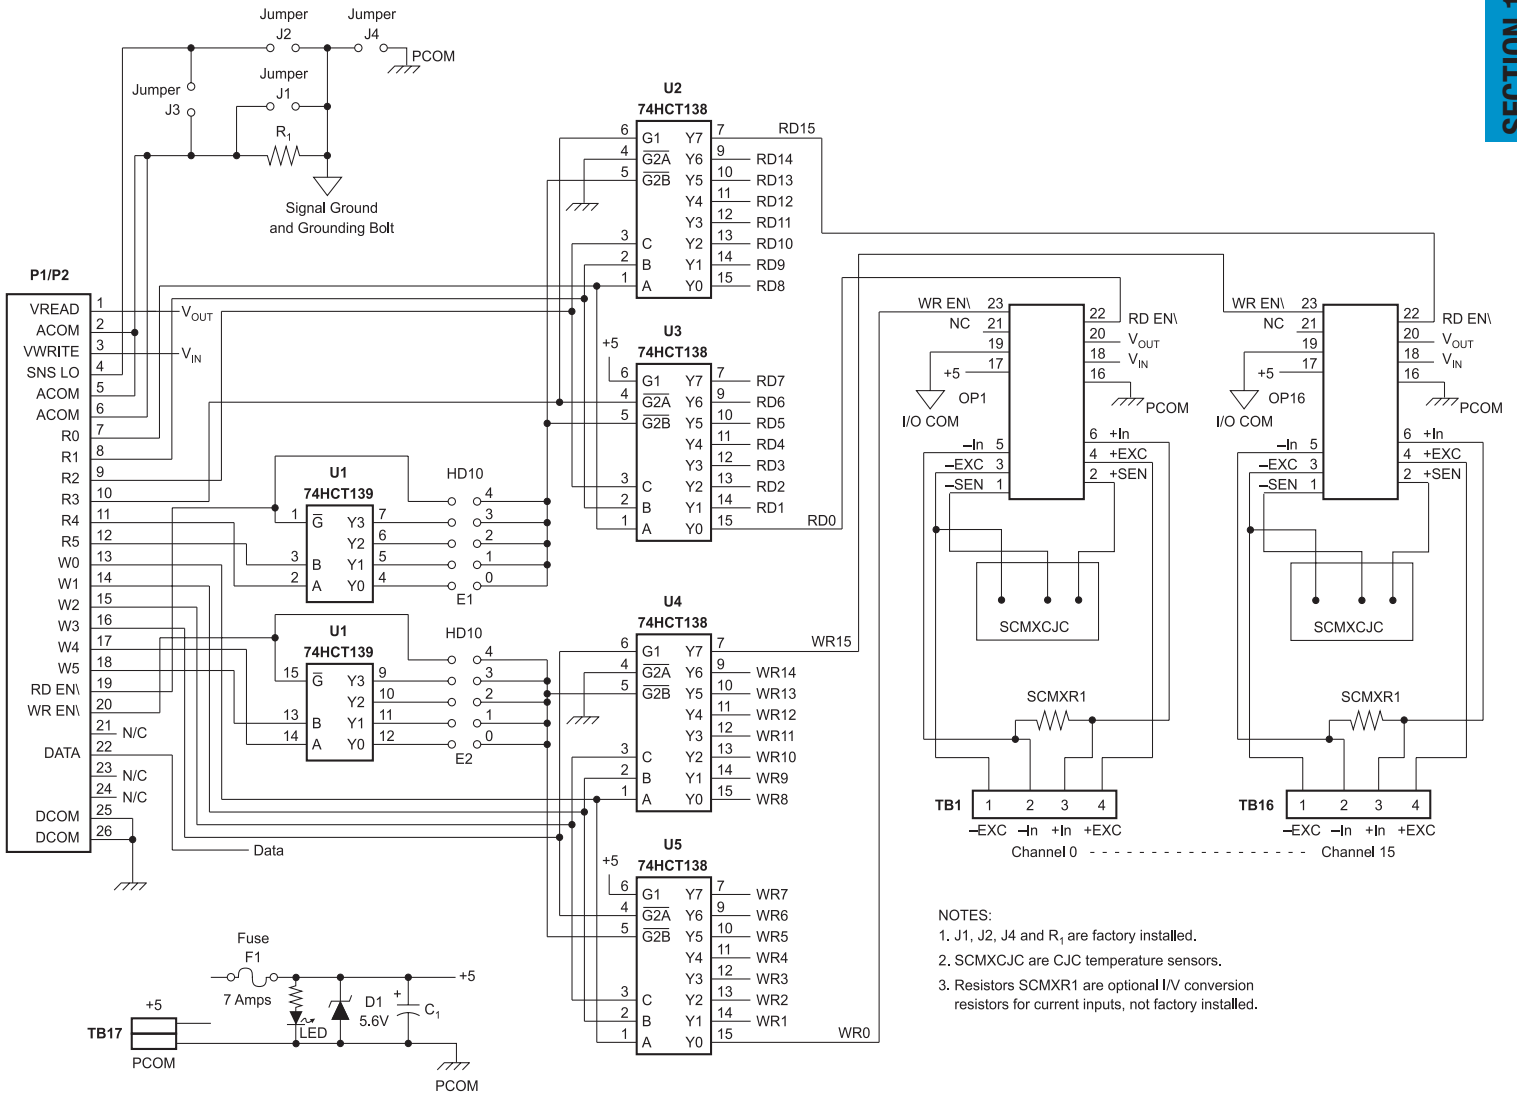 SECTION 1
Jumper
J2
Jumper
J4
PCOM
Jumper
J1
Jumper
J3
R1
Signal Ground
and Grounding Bolt
P1/P2
VREAD 1 VOUT
ACOM 2
VWRITE 3 VIN
SNS LO 4
ACOM 5
ACOM 6
R0 7
R1 8
R2 9
R3 10
R4 11
R5 12
W0 13
W1 14
W2 15
W3 16
W4 17
W5 18
RD EN\ 19
WR EN\ 20
21 N/C
DATA 22
23 N/C
24 N/C
DCOM 25
DCOM 26
Data
U1
74HCT139
1 G Y3 7
Y2 6
3 B Y1 5
2 A Y0 4
HD10
4
3
2
1
0
E1
U1
74HCT139
15 G Y3 9
Y2 10
13 B Y1 11
14 A Y0 12
HD10
4
3
2
1
0
E2
U2
74HCT138
6 G1 Y7 7 RD15
4 G2A Y6 9 RD14
5 G2B Y5 10 RD13
Y4 11 RD12
Y3 12 RD11
3 C Y2 13 RD10
2 B Y1 14 RD9
1 A Y0 15 RD8
U3
74HCT138
+5
6 G1 Y7 7 RD7
4 G2A Y6 9 RD6
5 G2B Y5 10 RD5
Y4 11 RD4
Y3 12 RD3
3 C Y2 13 RD2
2 B Y1 14 RD1
1 A Y0 15 RD0
U4
74HCT138
6 G1 Y7 7 WR15
4 G2A Y6 9 WR14
5 G2B Y5 10 WR13
Y4 11 WR12
Y3 12 WR11
3 C Y2 13 WR10
2 B Y1 14 WR9
1 A Y0 15 WR8
U5
74HCT138
+5
6 G1 Y7 7 WR7
4 G2A Y6 9 WR6
5 G2B Y5 10 WR5
Y4 11 WR4
Y3 12 WR3
3 C Y2 13 WR2
2 B Y1 14 WR1
1 A Y0 15 WR0
WR EN\ 23
NC 21
19
+5 17
OP1
I/O COM
22 RD EN\
20 VOUT
18 VIN
16
PCOM
–In 5
–EXC 3
–SEN 1
6 +In
4 +EXC
2 +SEN
SCMXCJC
SCMXR1
TB1 1 2 3 4
–EXC –In +In +EXC
Channel 0
WR EN\ 23
NC 21
19
+5 17
OP16
I/O COM
22 RD EN\
20 VOUT
18 VIN
16
PCOM
–In 5
–EXC 3
–SEN 1
6 +In
4 +EXC
2 +SEN
SCMXCJC
SCMXR1
TB16 1 2 3 4
–EXC –In +In +EXC
Channel 15
Fuse
F1
7 Amps
+5
LED
D1
5.6V
+
C1
+5
TB17
PCOM
PCOM
NOTES:
1. J1, J2, J4 and R1 are factory installed.
2. SCMXCJC are CJC temperature sensors.
3. Resistors SCMXR1 are optional I/V conversion
resistors for current inputs, not factory installed.